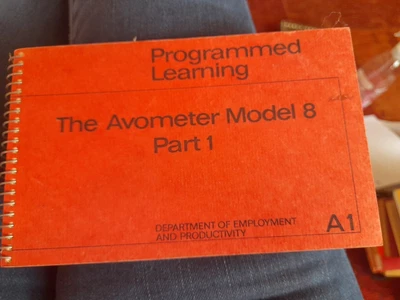 Programmed
Learning
The Avometer Model 8
Part 1
DEPARTMENT OF EMPLOYMENT
AND PRODUCTIVITY
A1